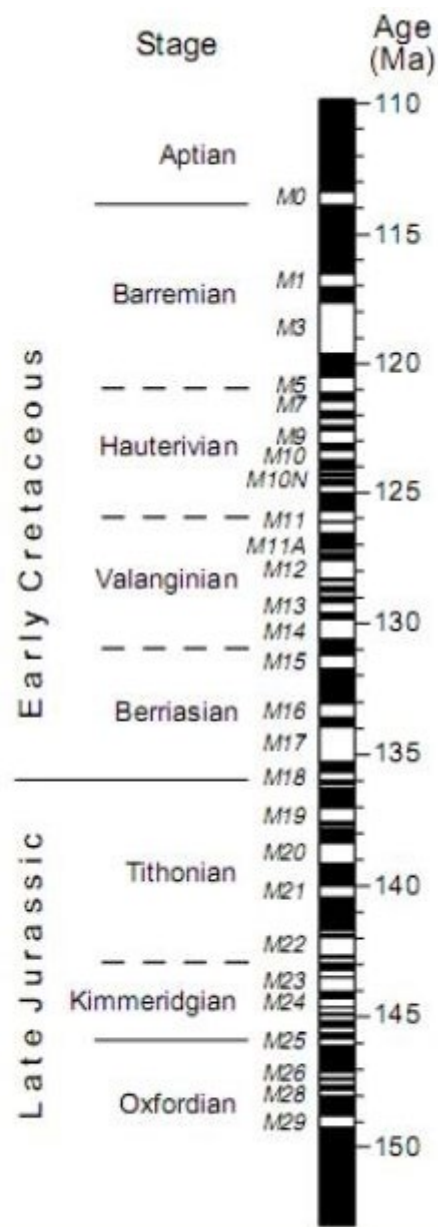 Stage
Age
(Ma)
110
Aptian
M0
115
M1
Barremian
M3
120
M5
M7
Hauterivian
M9
M10
M10N
125
M11
M11A
M12
Valanginian
M13
M14
130
M15
Berriasian
M16
M17
135
M18
Early Cretaceous
M19
M20
Tithonian
M21
140
M22
M23
Kimmeridgian
M24
145
M25
M26
Oxfordian
M28
M29
150
Late Jurassic